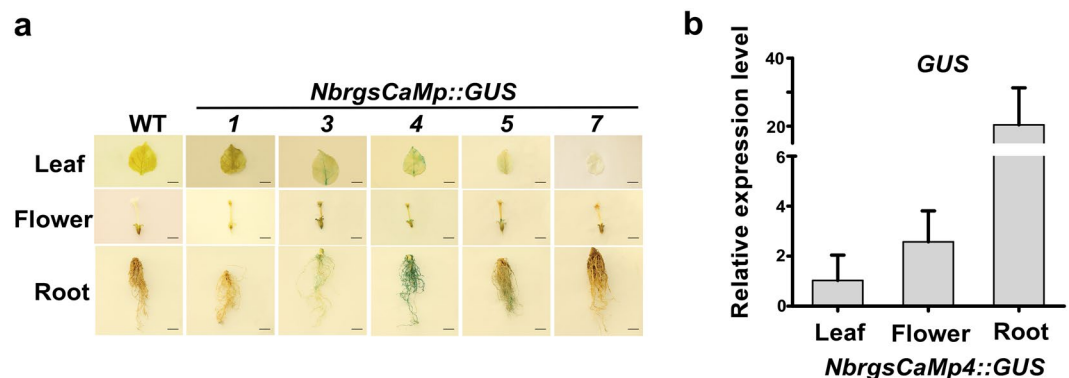 a
NbrgsCaMp::GUS
WT 1 3 4 5 7
Leaf
Flower
Root
b
Relative expression level
GUS
40
20
6
4
2
0
Leaf Flower Root
NbrgsCaMp4::GUS